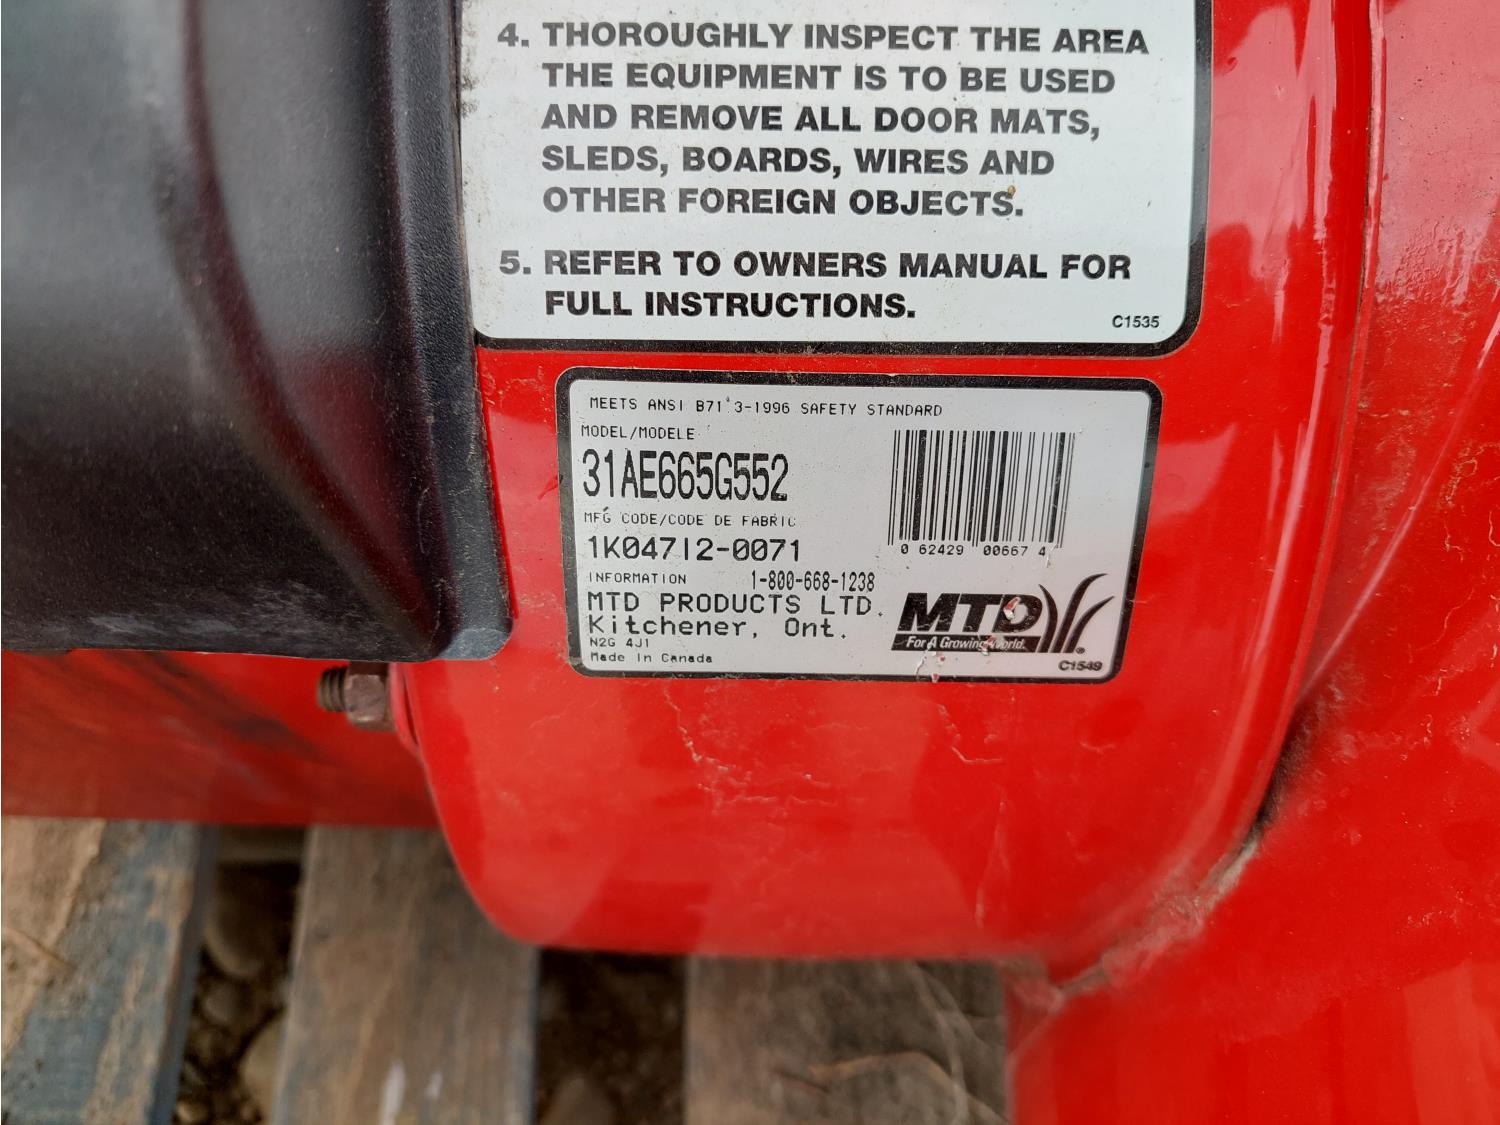 4. THOROUGHLY INSPECT THE AREA
THE EQUIPMENT IS TO BE USED
AND REMOVE ALL DOOR MATS,
SLEDS, BOARDS, WIRES AND
OTHER FOREIGN OBJECTS.
5. REFER TO OWNERS MANUAL FOR
FULL INSTRUCTIONS.
C1535
MEETS ANSI B71.3-1996 SAFETY STANDARD
MODEL/MODELE
31AE665G552
MFG CODE/CODE DE FABRIC
1K04712-0071
INFORMATION 1-800-668-1238
MTD PRODUCTS LTD.
Kitchener, Ont.
N2G 4J1
Made In Canada
0 62429 00667 4
MTD
For A Growing World.
®
C1549